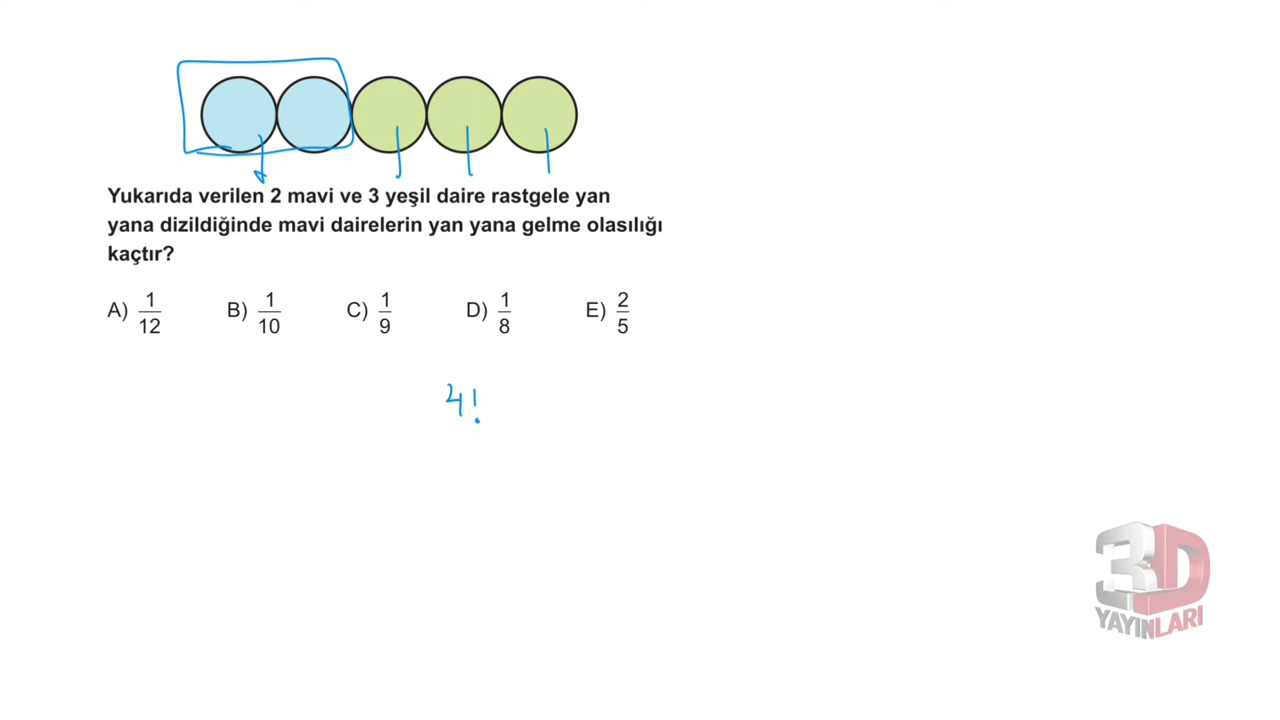 Yukarıda verilen 2 mavi ve 3 yeşil daire rastgele yan
yana dizildiğinde mavi dairelerin yan yana gelme olasılığı
kaçtır?
A) 1/12 B) 1/10 C) 1/9 D) 1/8 E) 2/5
4!
3D
YAYINLARI